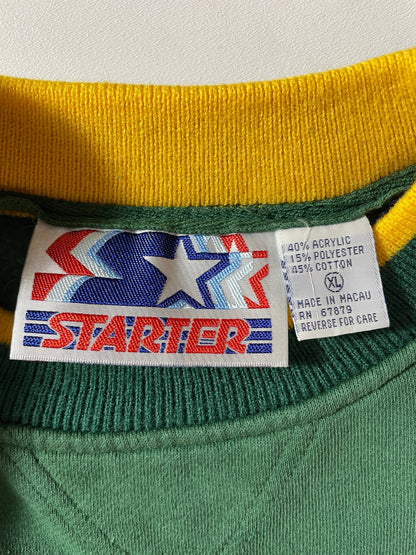 STARTER
40% ACRYLIC
15% POLYESTER
45% COTTON
XL
MADE IN MACAU
RN 67879
REVERSE FOR CARE